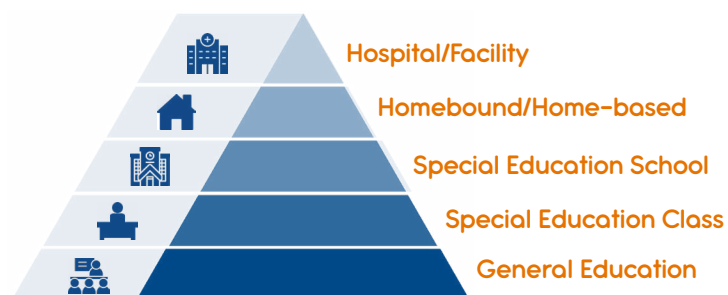 Hospital/Facility
Homebound/Home-based
Special Education School
Special Education Class
General Education